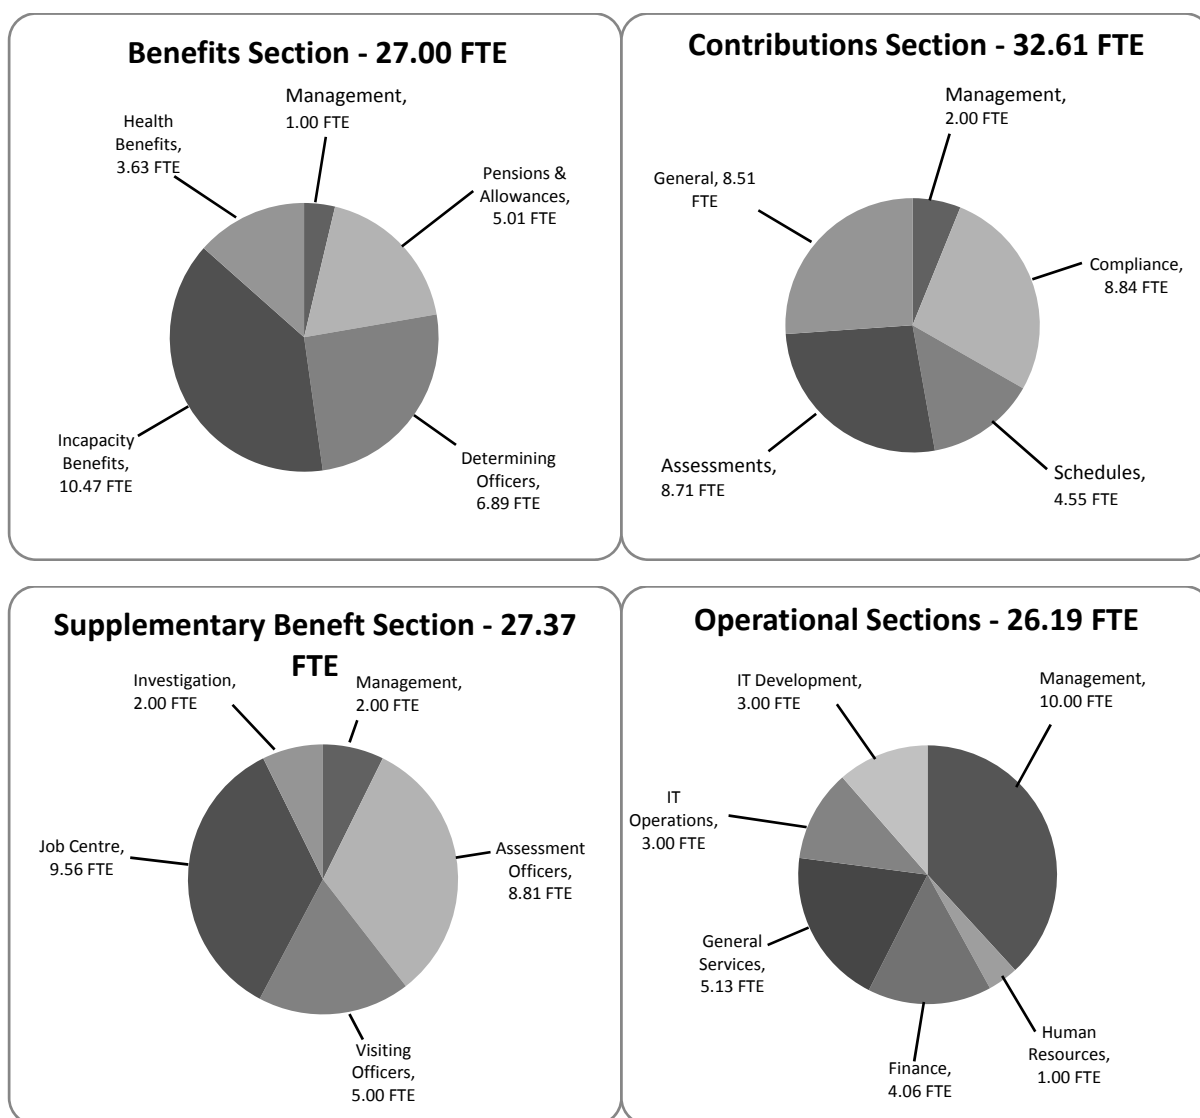 Benefits Section - 27.00 FTE
Management,
1.00 FTE
Health
Benefits,
3.63 FTE
Pensions &
Allowances,
5.01 FTE
Incapacity
Benefits,
10.47 FTE
Determining
Officers,
6.89 FTE
Contributions Section - 32.61 FTE
Management,
2.00 FTE
General, 8.51
FTE
Compliance,
8.84 FTE
Assessments,
8.71 FTE
Schedules,
4.55 FTE
Supplementary Beneft Section - 27.37
FTE
Investigation,
2.00 FTE
Management,
2.00 FTE
Job Centre,
9.56 FTE
Assessment
Officers,
8.81 FTE
Visiting
Officers,
5.00 FTE
Operational Sections - 26.19 FTE
IT Development,
3.00 FTE
Management,
10.00 FTE
IT
Operations,
3.00 FTE
General
Services,
5.13 FTE
Finance,
4.06 FTE
Human
Resources,
1.00 FTE